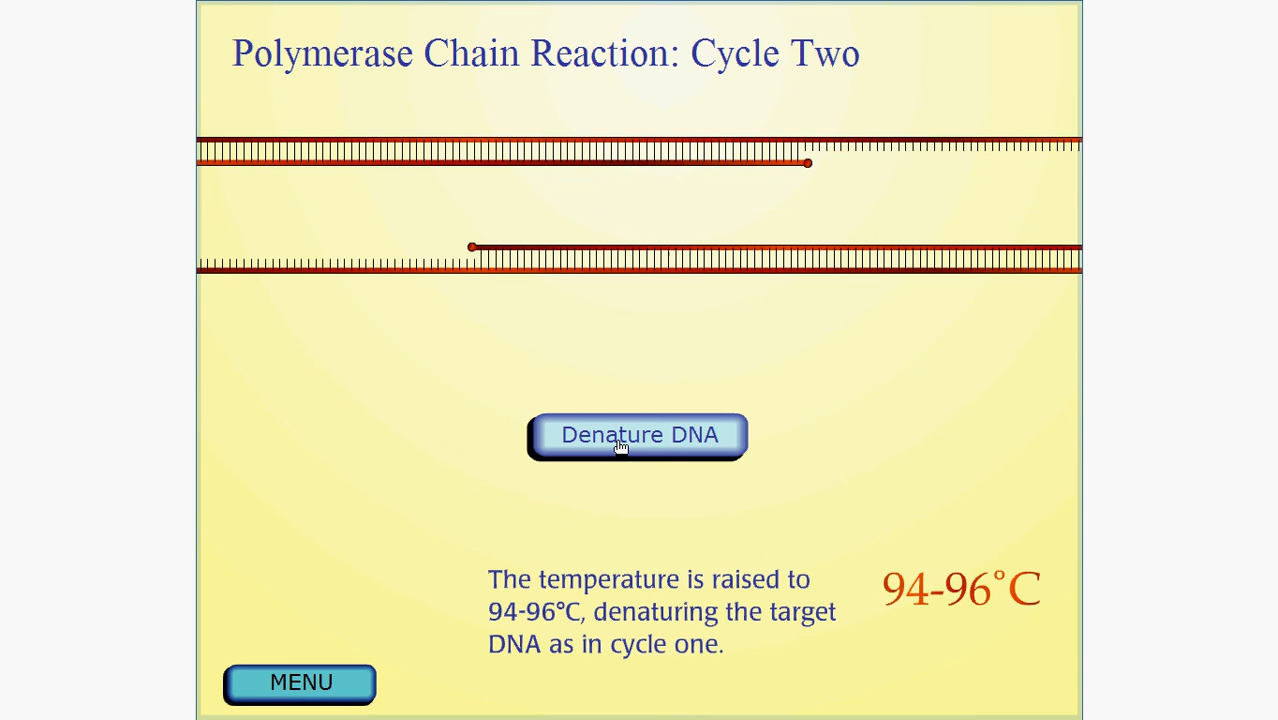 Polymerase Chain Reaction: Cycle Two
Denature DNA
The temperature is raised to
94-96°C, denaturing the target
DNA as in cycle one.
94-96°C
MENU